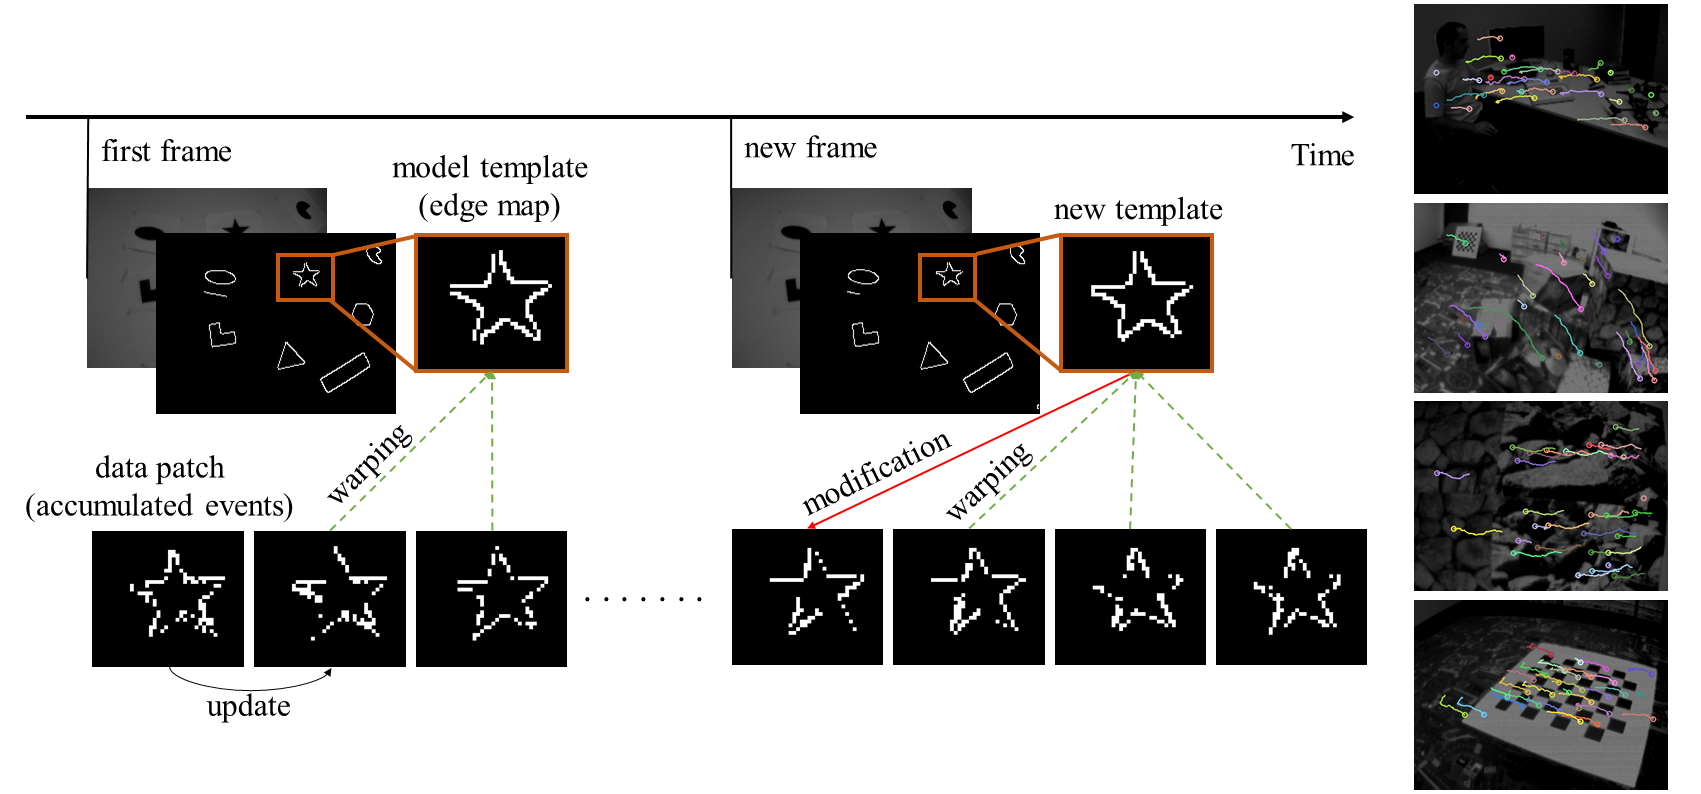 first frame
model template
(edge map)
new frame
Time
new template
warping
modification
warping
data patch
(accumulated events)
.......
update